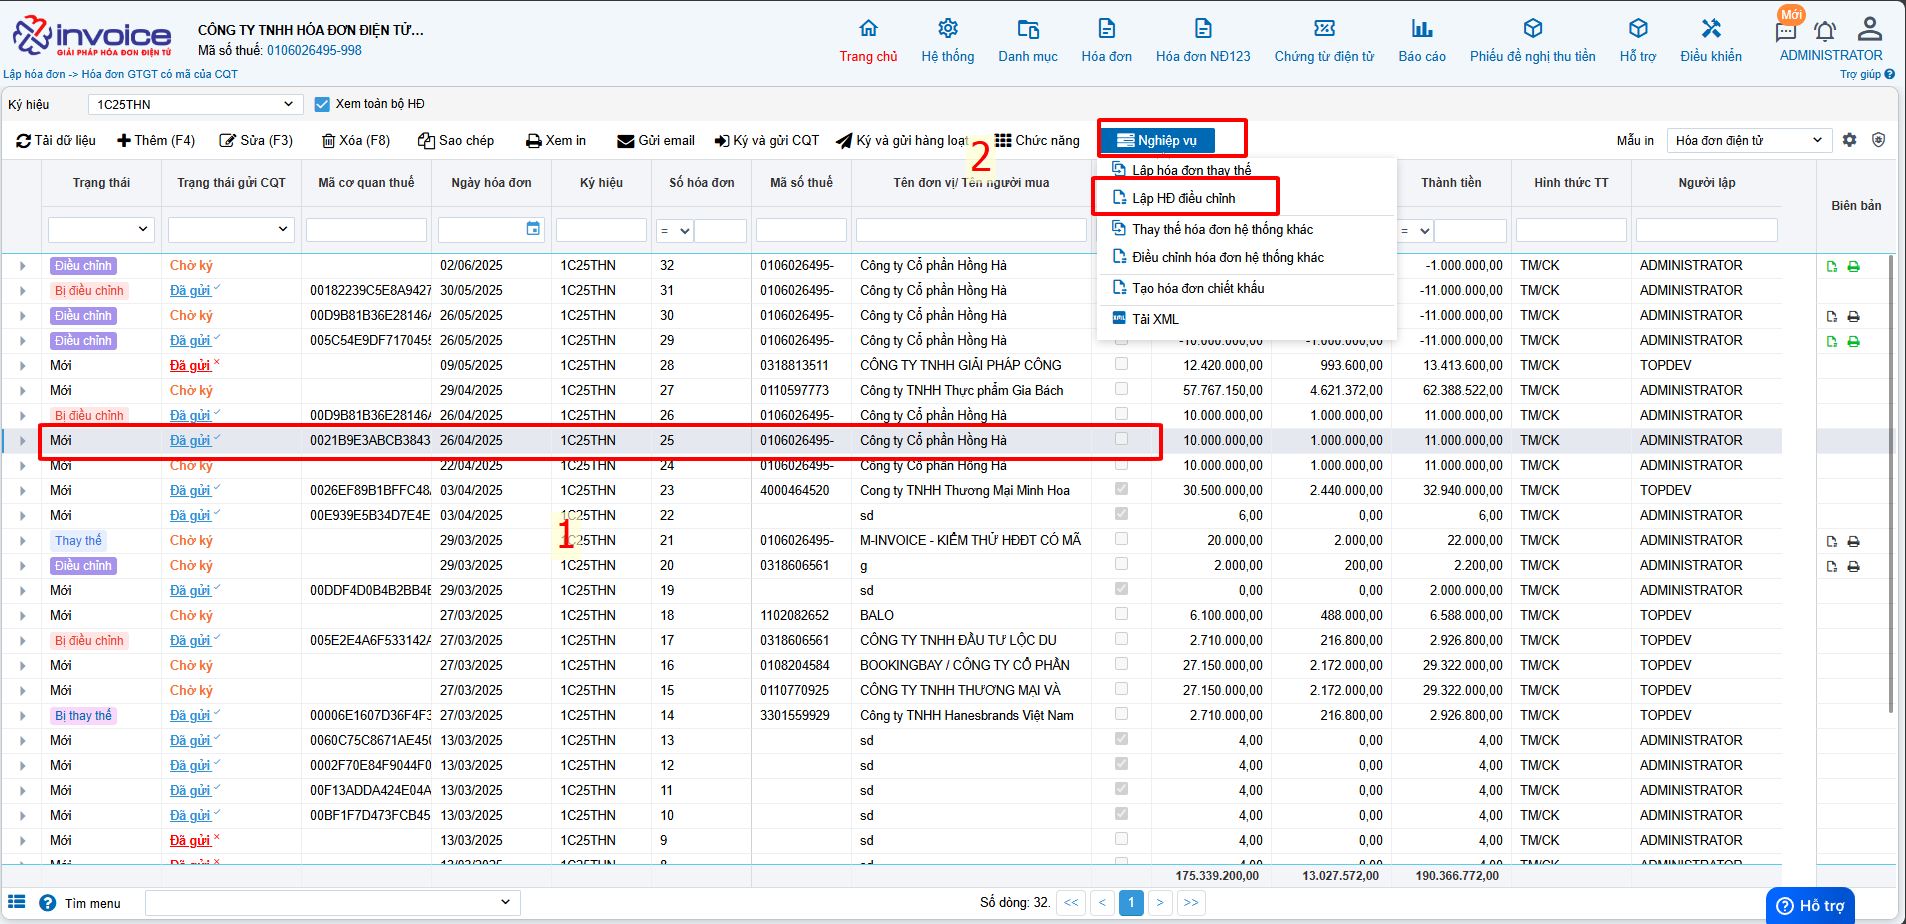 invoice
GIẢI PHÁP HÓA ĐƠN ĐIỆN TỬ
CÔNG TY TNHH HÓA ĐƠN ĐIỆN TỬ...
Mã số thuế: 0106026495-998
Trang chủ Hệ thống Danh mục Hóa đơn Hóa đơn NĐ123 Chứng từ điện tử Báo cáo Phiếu đề nghị thu tiền Hỗ trợ Điều khiển
Mới
ADMINISTRATOR
Lập hóa đơn -> Hóa đơn GTGT có mã của CQT
Trợ giúp
Ký hiệu 1C25THN Xem toàn bộ HĐ
Tải dữ liệu Thêm (F4) Sửa (F3) Xóa (F8) Sao chép Xem in Gửi email Ký và gửi CQT Ký và gửi hàng loạt Chức năng Nghiệp vụ Mẫu in Hóa đơn điện tử
2
Lập hóa đơn thay thế
Lập HĐ điều chỉnh
Thay thế hóa đơn hệ thống khác
Điều chỉnh hóa đơn hệ thống khác
Tạo hóa đơn chiết khấu
Tải XML
Trạng thái Trạng thái gửi CQT Mã cơ quan thuế Ngày hóa đơn Ký hiệu Số hóa đơn Mã số thuế Tên đơn vị/ Tên người mua Thành tiền Hình thức TT Người lập Biên bản
= =
Điều chỉnh Chờ ký 02/06/2025 1C25THN 32 0106026495- Công ty Cổ phần Hồng Hà -1.000.000,00 TM/CK ADMINISTRATOR
Bị điều chỉnh Đã gửi 00182239C5E8A9427 30/05/2025 1C25THN 31 0106026495- Công ty Cổ phần Hồng Hà -11.000.000,00 TM/CK ADMINISTRATOR
Điều chỉnh Chờ ký 00D9B81B36E28146A 1C25THN 30 0106026495- Công ty Cổ phần Hồng Hà -11.000.000,00 TM/CK ADMINISTRATOR
Điều chỉnh Đã gửi 005C54E9DF7170455 1C25THN 29 0106026495- Công ty Cổ phần Hồng Hà -10.000.000,00 -1.000.000,00 -11.000.000,00 TM/CK ADMINISTRATOR
Mới Đã gửi 09/05/2025 1C25THN 28 0318813511 CÔNG TY TNHH GIẢI PHÁP CÔNG 12.420.000,00 993.600,00 13.413.600,00 TM/CK TOPDEV
Mới Chờ ký 29/04/2025 1C25THN 27 0110597773 Công ty TNHH Thực phẩm Gia Bách 57.767.150,00 4.621.372,00 62.388.522,00 TM/CK ADMINISTRATOR
Bị điều chỉnh Đã gửi 00D9B81B36E28146A 26/04/2025 1C25THN 26 0106026495- Công ty Cổ phần Hồng Hà 10.000.000,00 1.000.000,00 11.000.000,00 TM/CK ADMINISTRATOR
Mới Đã gửi 0021B9E3ABCB3843 26/04/2025 1C25THN 25 0106026495- Công ty Cổ phần Hồng Hà 10.000.000,00 1.000.000,00 11.000.000,00 TM/CK ADMINISTRATOR
Mới Chờ ký 22/04/2025 1C25THN 24 0106026495- Công ty Cổ phần Hồng Hà 10.000.000,00 1.000.000,00 11.000.000,00 TM/CK ADMINISTRATOR
Mới Đã gửi 0026EF89B1BFFC48 03/04/2025 1C25THN 23 4000464520 Cong ty TNHH Thương Mại Minh Hoa 30.500.000,00 2.440.000,00 32.940.000,00 TM/CK TOPDEV
Mới Đã gửi 00E939E5B34D7E4E 03/04/2025 1C25THN 22 sd 6,00 0,00 6,00 TM/CK ADMINISTRATOR
1
Thay thế Chờ ký 29/03/2025 1C25THN 21 0106026495- M-INVOICE - KIỂM THỬ HĐĐT CÓ MÃ 20.000,00 2.000,00 22.000,00 TM/CK ADMINISTRATOR
Điều chỉnh Chờ ký 29/03/2025 1C25THN 20 0318606561 g 2.000,00 200,00 2.200,00 TM/CK ADMINISTRATOR
Mới Đã gửi 00DDF4D0B4B2BB4E 29/03/2025 1C25THN 19 sd 0,00 0,00 2.000.000,00 TM/CK ADMINISTRATOR
Mới Chờ ký 27/03/2025 1C25THN 18 1102082652 BALO 6.100.000,00 488.000,00 6.588.000,00 TM/CK TOPDEV
Bị điều chỉnh Đã gửi 005E2E4A6F533142A 27/03/2025 1C25THN 17 0318606561 CÔNG TY TNHH ĐẦU TƯ LỘC DU 2.710.000,00 216.800,00 2.926.800,00 TM/CK TOPDEV
Mới Chờ ký 27/03/2025 1C25THN 16 0108204584 BOOKINGBAY / CÔNG TY CỔ PHẦN 27.150.000,00 2.172.000,00 29.322.000,00 TM/CK TOPDEV
Mới Chờ ký 27/03/2025 1C25THN 15 0110770925 CÔNG TY TNHH THƯƠNG MẠI VÀ 27.150.000,00 2.172.000,00 29.322.000,00 TM/CK TOPDEV
Bị thay thế Đã gửi 00006E1607D36F4F3 27/03/2025 1C25THN 14 3301559929 Công ty TNHH Hanesbrands Việt Nam 2.710.000,00 216.800,00 2.926.800,00 TM/CK TOPDEV
Mới Đã gửi 0060C75C8671AE450 13/03/2025 1C25THN 13 sd 4,00 0,00 4,00 TM/CK ADMINISTRATOR
Mới Đã gửi 0002F70E84F9044F0 13/03/2025 1C25THN 12 sd 4,00 0,00 4,00 TM/CK ADMINISTRATOR
Mới Đã gửi 00F13ADDA424E04A 13/03/2025 1C25THN 11 sd 4,00 0,00 4,00 TM/CK ADMINISTRATOR
Mới Đã gửi 00BF1F7D473FCB45 13/03/2025 1C25THN 10 sd 4,00 0,00 4,00 TM/CK ADMINISTRATOR
Mới Đã gửi 13/03/2025 1C25THN 9 sd 4,00 0,00 4,00 TM/CK ADMINISTRATOR
Mới Đã gửi 13/03/2025 1C25THN 8 sd 4,00 0,00 4,00 TM/CK ADMINISTRATOR
175.339.200,00 13.027.572,00 190.366.772,00
Tìm menu Số dòng: 32. << < 1 > >>
Hỗ trợ